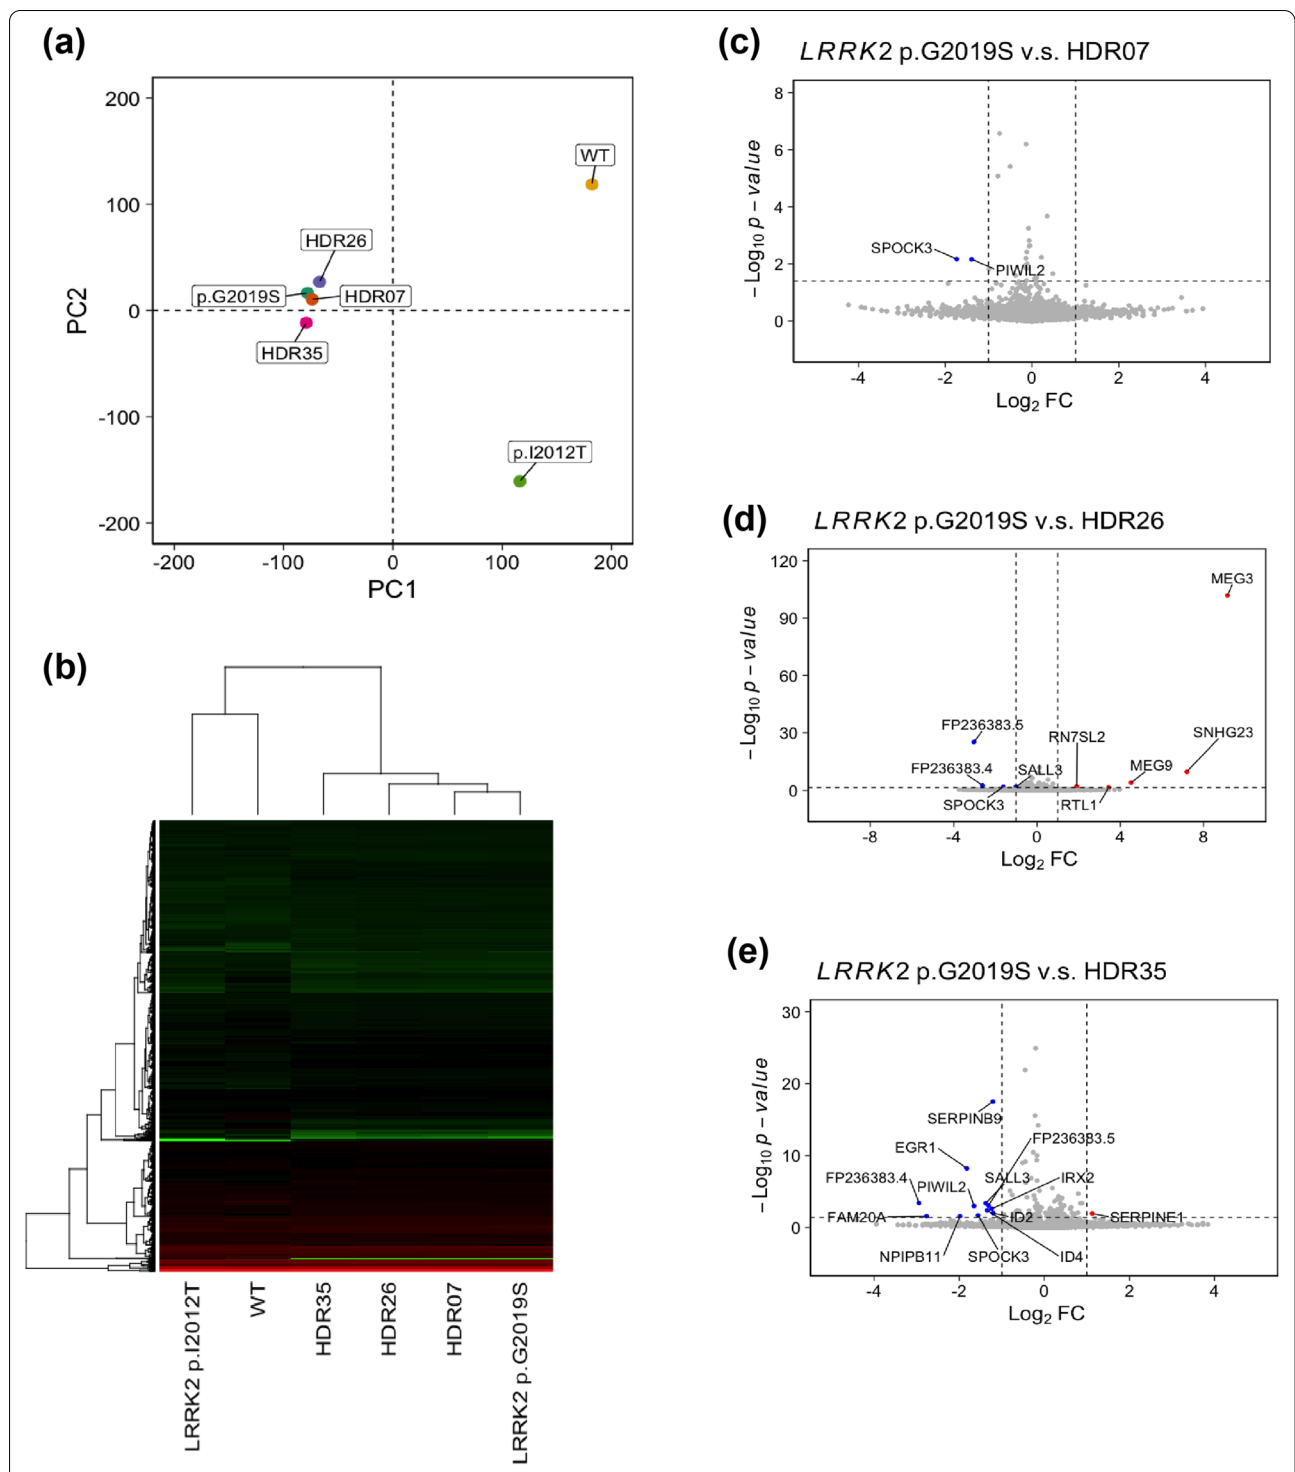 (a)
200
100
0
-100
-200
PC2
WT
HDR26
p.G2019S
HDR07
HDR35
p.I2012T
-200
-100
0
100
200
PC1
(b)
LRRK2 p.I2012T
WT
HDR35
HDR26
HDR07
LRRK2 p.G2019S
(c)
LRRK2 p.G2019S v.s. HDR07
8
6
4
2
0
− Log10 p − value
SPOCK3
PIWIL2
-4
-2
0
2
4
Log2 FC
(d)
LRRK2 p.G2019S v.s. HDR26
120
90
60
30
0
− Log10 p − value
MEG3
FP236383.5
RN7SL2
SNHG23
FP236383.4
SALL3
MEG9
SPOCK3
RTL1
-8
-4
0
4
8
Log2 FC
(e)
LRRK2 p.G2019S v.s. HDR35
30
20
10
0
− Log10 p − value
SERPINB9
FP236383.5
EGR1
FP236383.4
PIWIL2
SALL3
IRX2
FAM20A
ID2
SERPINE1
NPIPB11
SPOCK3
ID4
-4
-2
0
2
4
Log2 FC